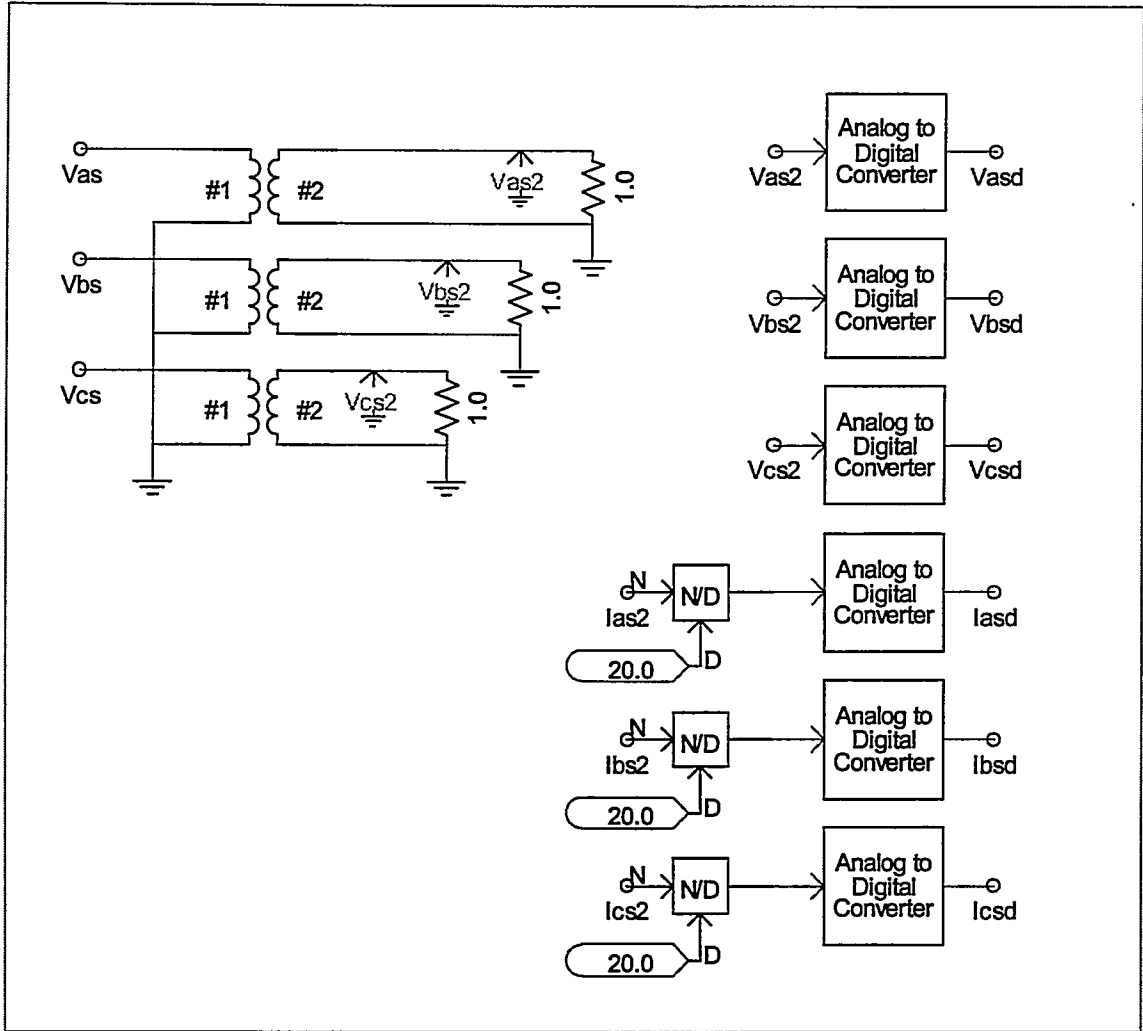 Vas
#1
#2
Vas2
1.0
Vbs
#1
#2
Vbs2
1.0
Vcs
#1
#2
Vcs2
1.0
Vas2
Analog to
Digital
Converter
Vasd
Vbs2
Analog to
Digital
Converter
Vbsd
Vcs2
Analog to
Digital
Converter
Vcsd
N
Ias2
N/D
D
20.0
Analog to
Digital
Converter
Iasd
N
Ibs2
N/D
D
20.0
Analog to
Digital
Converter
Ibsd
N
Ics2
N/D
D
20.0
Analog to
Digital
Converter
Icsd